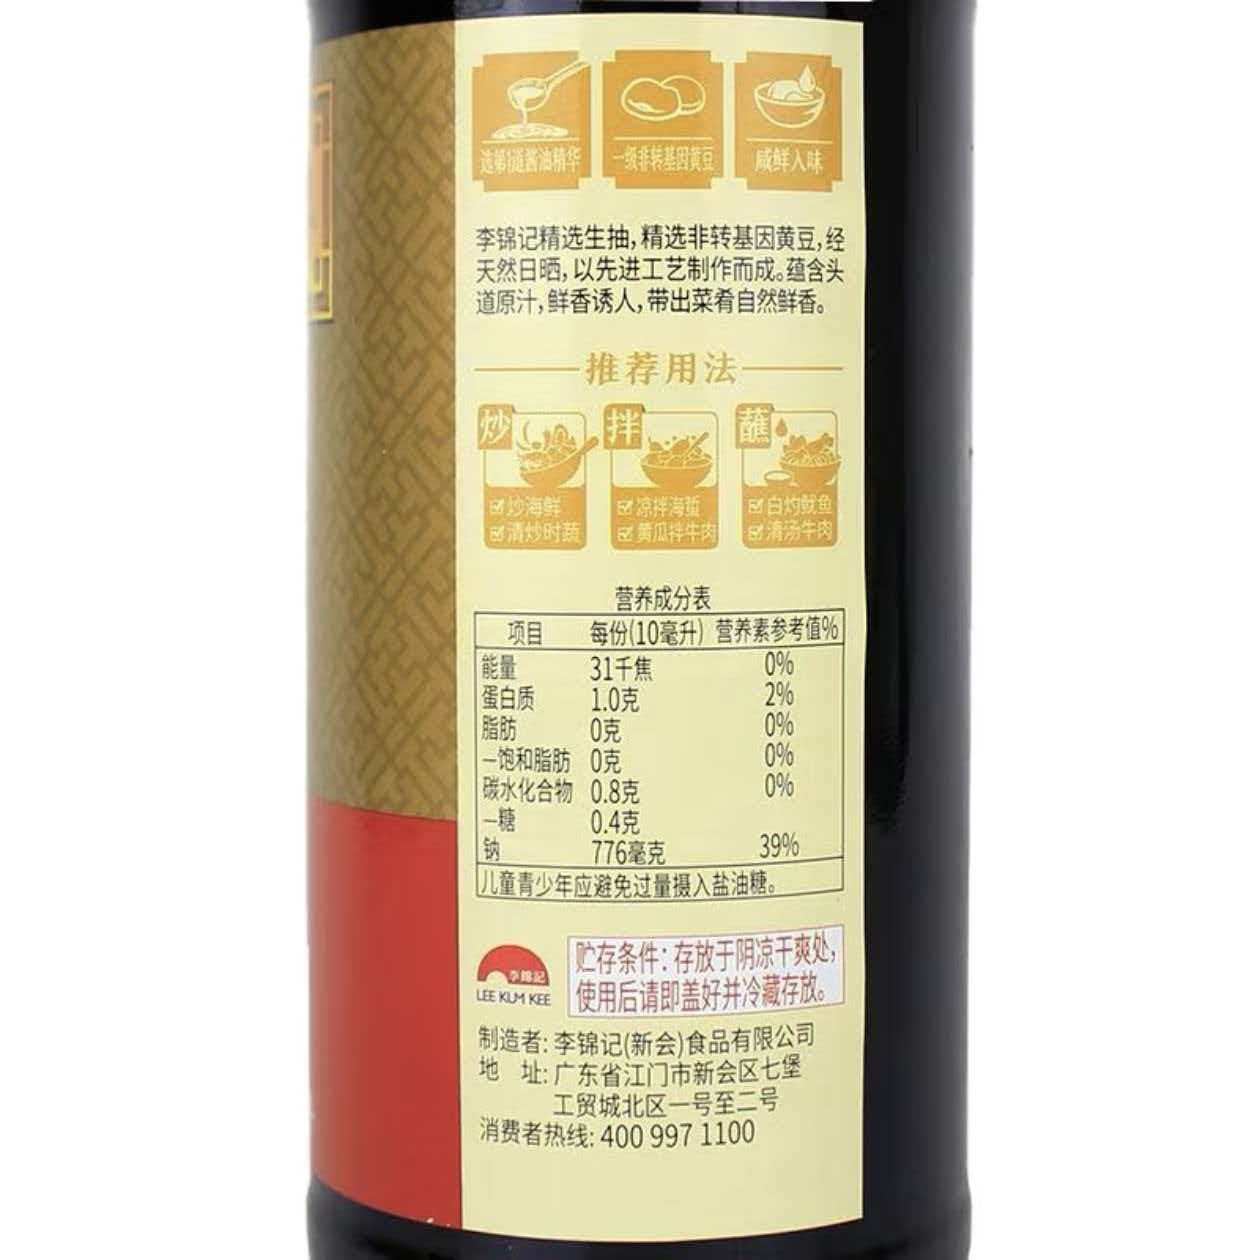 选第1道酱油精华
一级非转基因黄豆
咸鲜入味
李锦记精选生抽,精选非转基因黄豆,经
天然日晒,以先进工艺制作而成。蕴含头
道原汁,鲜香诱人,带出菜肴自然鲜香。
推荐用法
炒
炒海鲜
清炒时蔬
拌
凉拌海蜇
黄瓜拌牛肉
蘸
白灼鱿鱼
清汤牛肉
营养成分表
项目 每份(10毫升) 营养素参考值%
能量 31千焦 0%
蛋白质 1.0克 2%
脂肪 0克 0%
—饱和脂肪 0克 0%
碳水化合物 0.8克 0%
—糖 0.4克
钠 776毫克 39%
儿童青少年应避免过量摄入盐油糖。
李錦記
LEE KUM KEE
贮存条件:存放于阴凉干爽处,
使用后请即盖好并冷藏存放。
制造者:李锦记(新会)食品有限公司
地 址:广东省江门市新会区七堡
工贸城北区一号至二号
消费者热线:400 997 1100